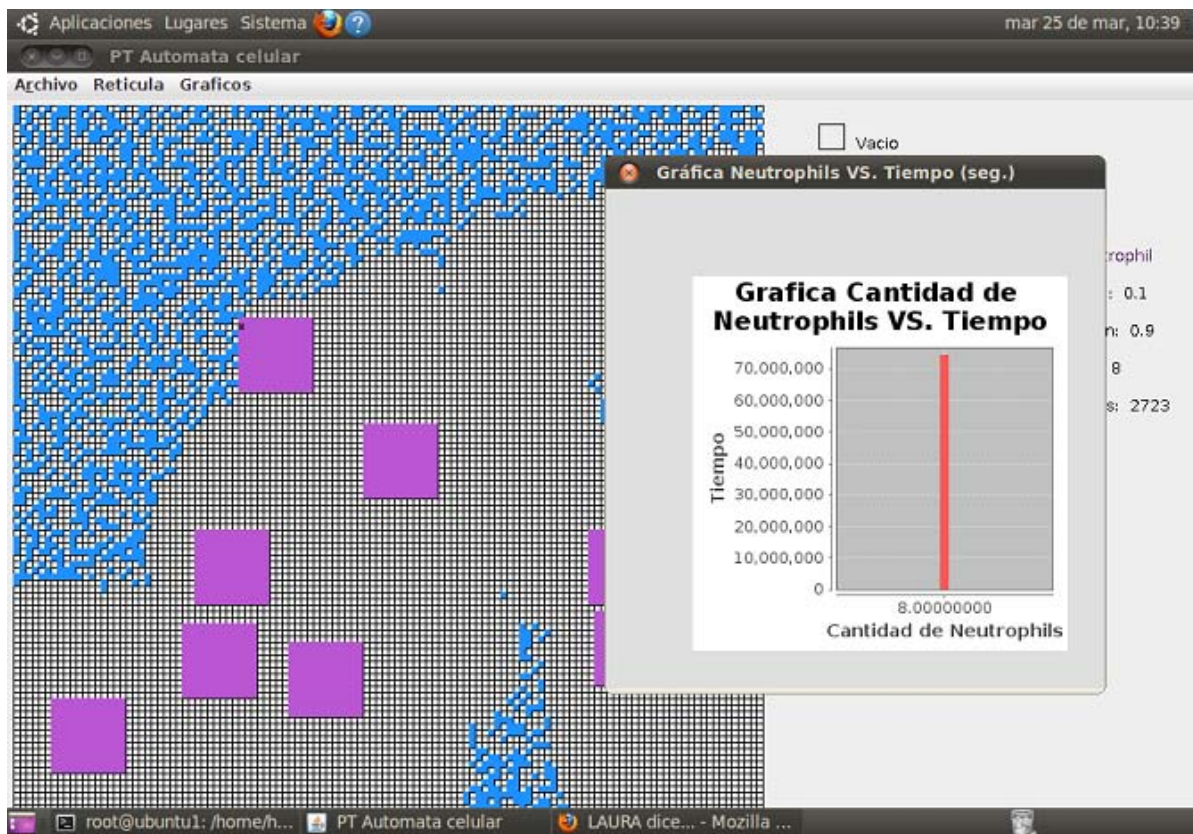 Aplicaciones Lugares Sistema
mar 25 de mar, 10:39
PT Automata celular
Archivo Reticula Graficos
Vacio
Gráfica Neutrophils VS. Tiempo (seg.)
Grafica Cantidad de
Neutrophils VS. Tiempo
70,000,000
60,000,000
50,000,000
40,000,000
30,000,000
20,000,000
10,000,000
0
Tiempo
8.00000000
Cantidad de Neutrophils
trophil
: 0.1
n: 0.9
8
s: 2723
root@ubuntu1: /home/h... PT Automata celular LAURA dice... - Mozilla ...